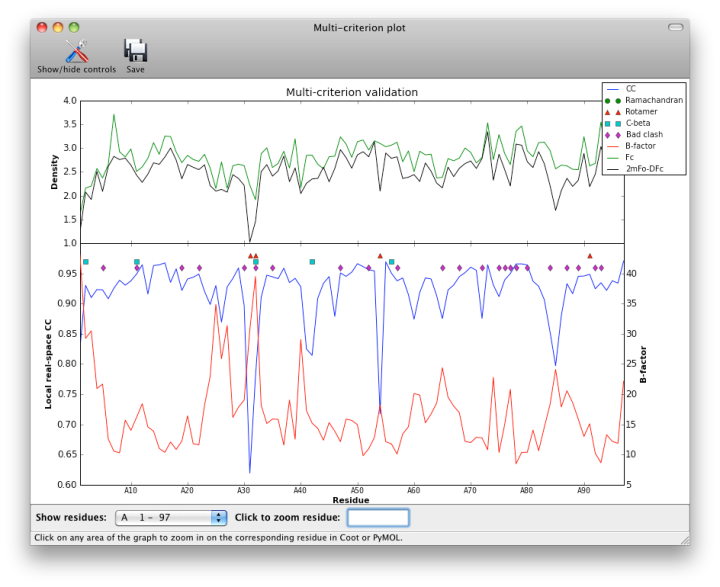 Multi-criterion plot
Show/hide controls Save
Multi-criterion validation
CC
Ramachandran
Rotamer
C-beta
Bad clash
B-factor
Fc
2mFo-DFc
4.0
3.5
3.0
2.5
2.0
1.5
1.0
Density
0.95
0.90
0.85
0.80
0.75
0.70
0.65
0.60
Local real-space CC
40
35
30
25
20
15
10
5
B-factor
A10 A20 A30 A40 A50 A60 A70 A80 A90
Residue
Show residues: A 1 - 97 Click to zoom residue:
Click on any area of the graph to zoom in on the corresponding residue in Coot or PyMOL.